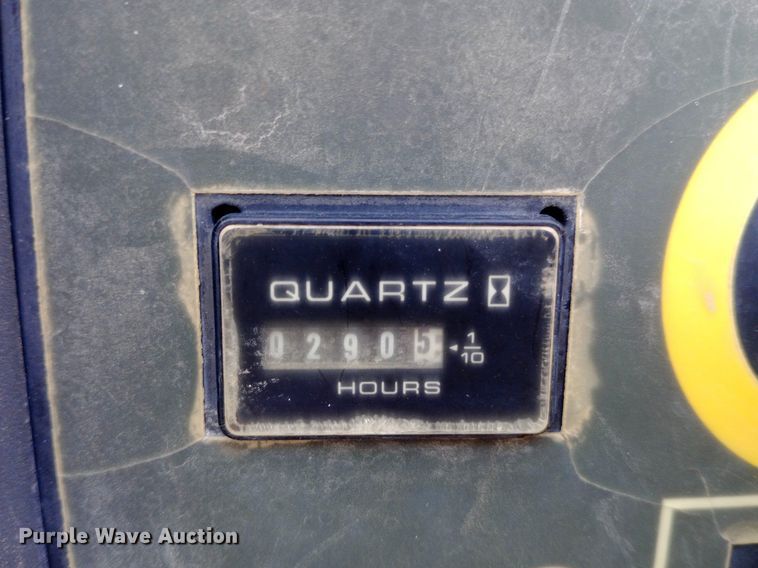 QUARTZ
02905
1/10
HOURS
Purple Wave Auction